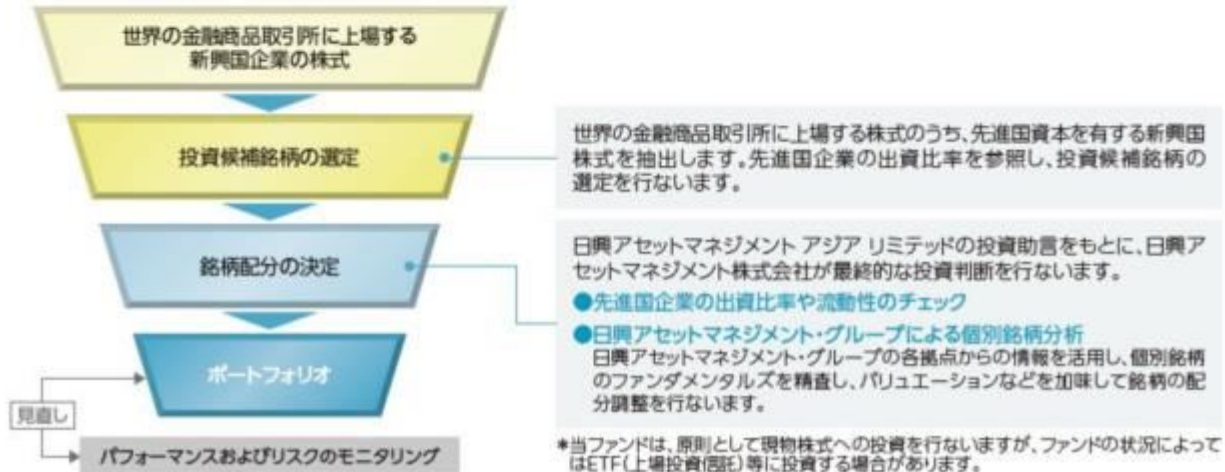 世界の金融商品取引所に上場する
新興国企業の株式
投資候補銘柄の選定
世界の金融商品取引所に上場する株式のうち、先進国資本を有する新興国
株式を抽出します。先進国企業の出資比率を参照し、投資候補銘柄の
選定を行ないます。
銘柄配分の決定
日興アセットマネジメント アジア リミテッドの投資助言をもとに、日興ア
セットマネジメント株式会社が最終的な投資判断を行ないます。
●先進国企業の出資比率や流動性のチェック
●日興アセットマネジメント・グループによる個別銘柄分析
日興アセットマネジメント・グループの各拠点からの情報を活用し、個別銘柄
のファンダメンタルズを精査し、バリュエーションなどを加味して銘柄の配
分調整を行ないます。
ポートフォリオ
見直し
パフォーマンスおよびリスクのモニタリング
*当ファンドは、原則として現物株式への投資を行ないますが、ファンドの状況によって
はETF(上場投資信託)等に投資する場合があります。